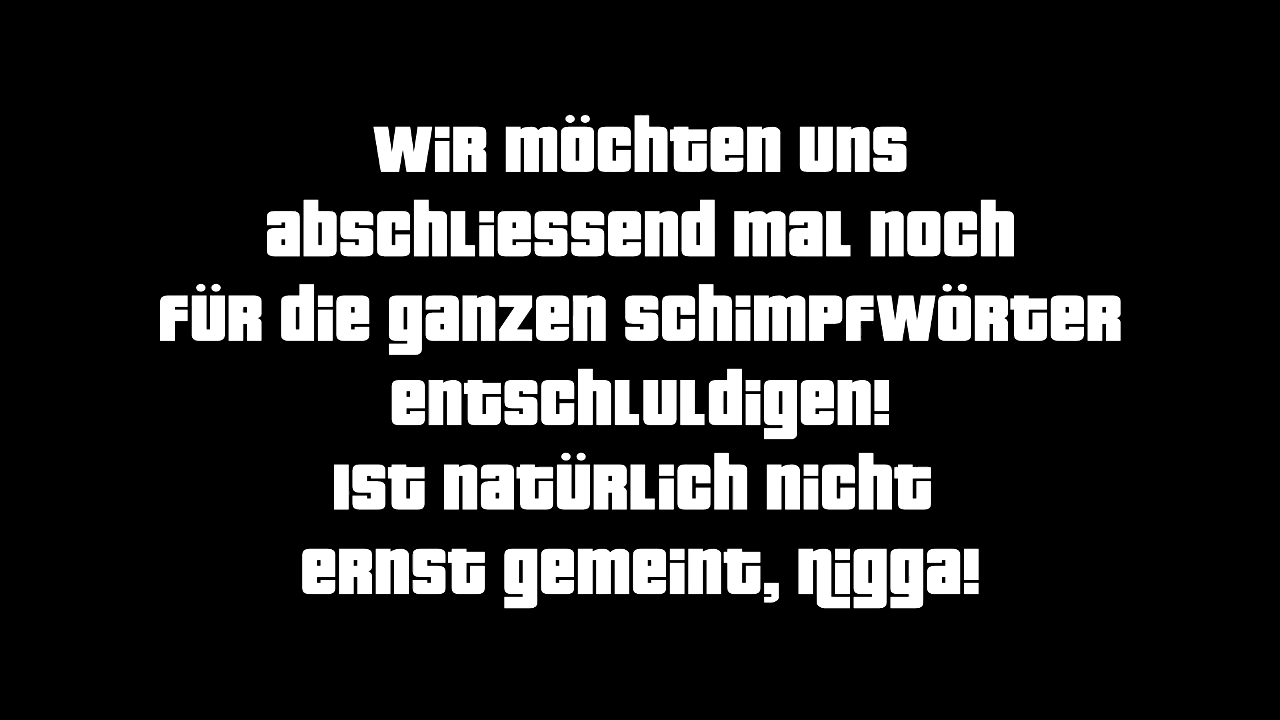 Wir möchten uns
abschliessend mal noch
für die ganzen Schimpfwörter
entschluldigen!
Ist natürlich nicht
ernst gemeint, Nigga!